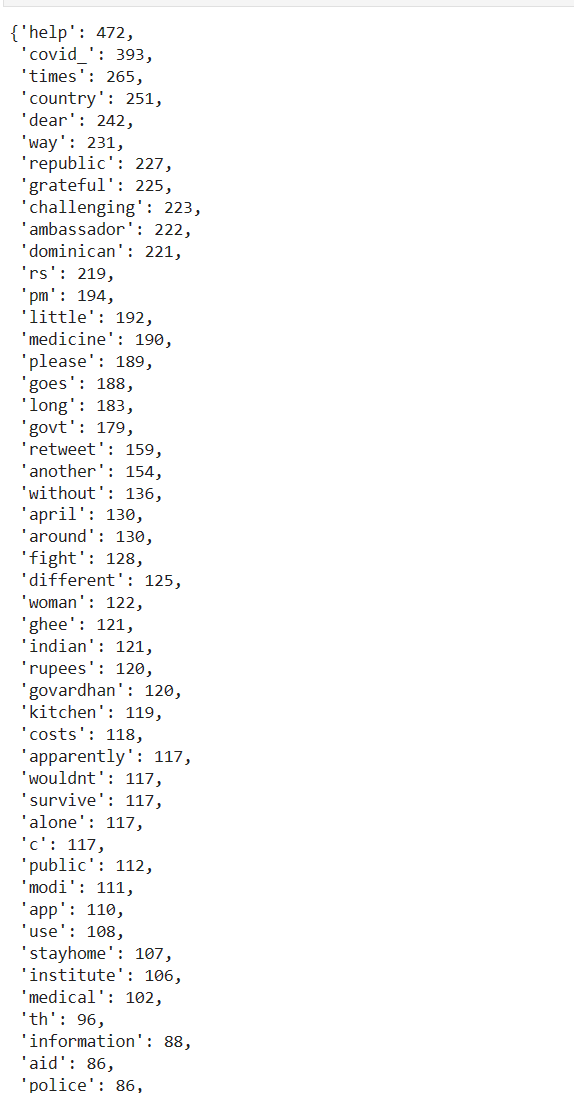 {'help': 472,
'covid_': 393,
'times': 265,
'country': 251,
'dear': 242,
'way': 231,
'republic': 227,
'grateful': 225,
'challenging': 223,
'ambassador': 222,
'dominican': 221,
'rs': 219,
'pm': 194,
'little': 192,
'medicine': 190,
'please': 189,
'goes': 188,
'long': 183,
'govt': 179,
'retweet': 159,
'another': 154,
'without': 136,
'april': 130,
'around': 130,
'fight': 128,
'different': 125,
'woman': 122,
'ghee': 121,
'indian': 121,
'rupees': 120,
'govardhan': 120,
'kitchen': 119,
'costs': 118,
'apparently': 117,
'wouldnt': 117,
'survive': 117,
'alone': 117,
'c': 117,
'public': 112,
'modi': 111,
'app': 110,
'use': 108,
'stayhome': 107,
'institute': 106,
'medical': 102,
'th': 96,
'information': 88,
'aid': 86,
'police': 86,